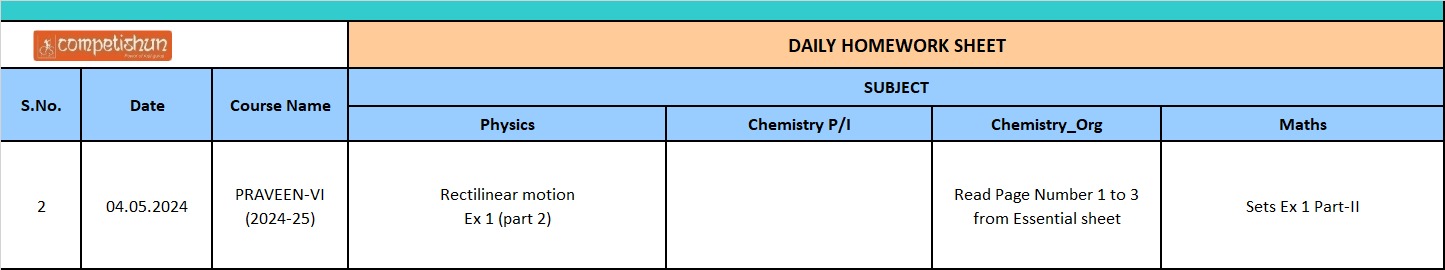 competishun
DAILY HOMEWORK SHEET
S.No.
Date
Course Name
SUBJECT
Physics
Chemistry P/I
Chemistry_Org
Maths
2
04.05.2024
PRAVEEN-VI
(2024-25)
Rectilinear motion
Ex 1 (part 2)
Read Page Number 1 to 3
from Essential sheet
Sets Ex 1 Part-II